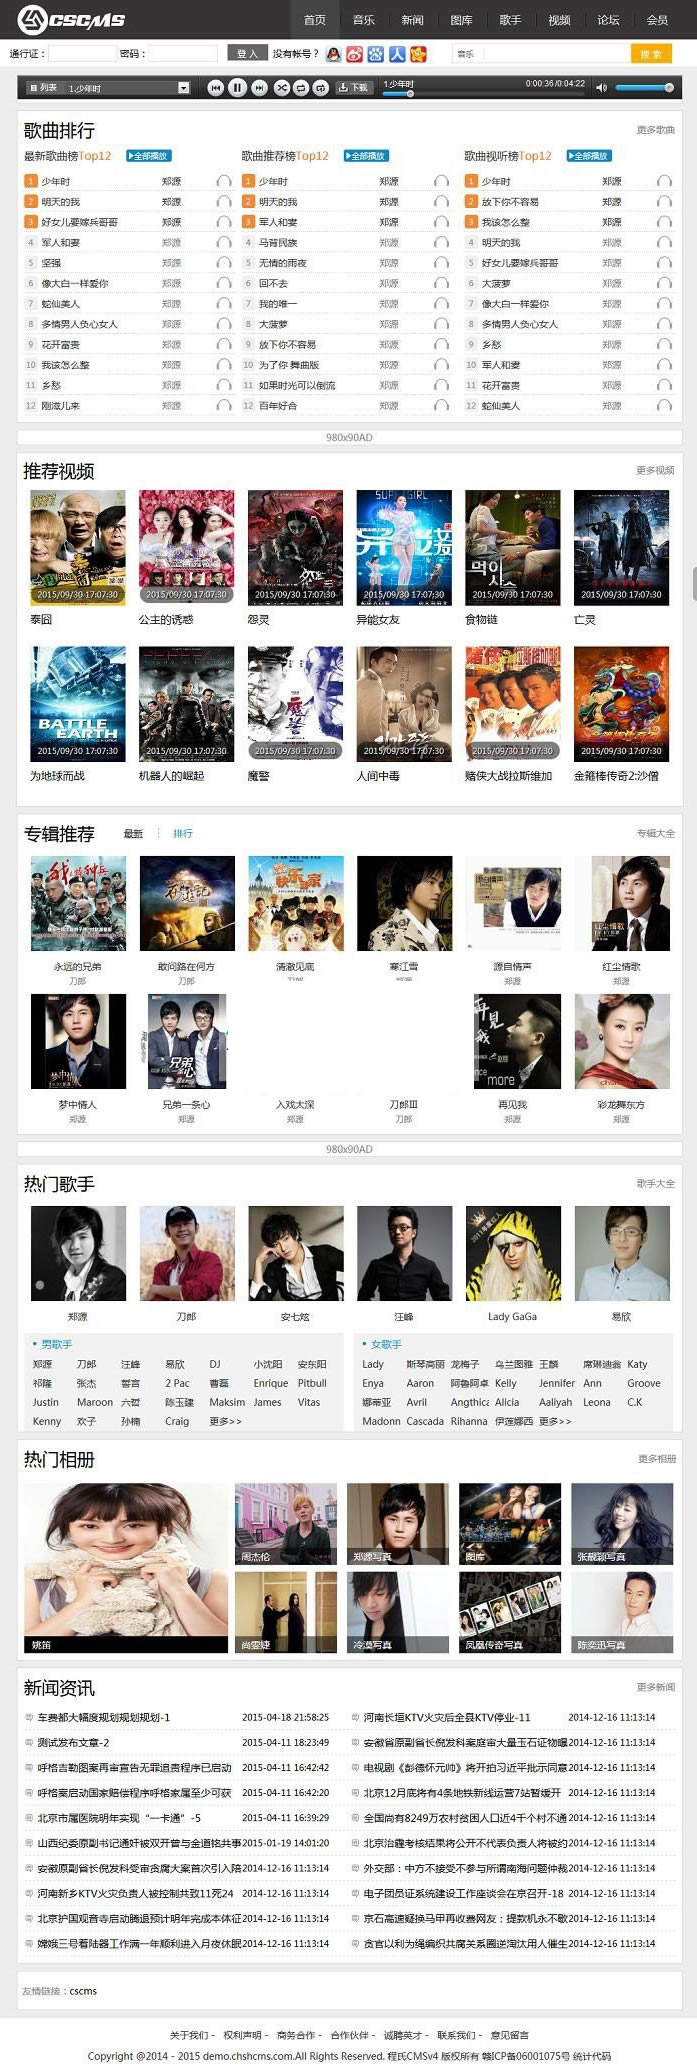 CSCMS
首页 音乐 新闻 图库 歌手 视频 论坛 会员
通行证： 密码： 登 入 没有帐号？ 音乐 搜 索
列表 1.少年时 下载 1.少年时 0:00:36 /0:04:22
歌曲排行 更多歌曲
最新歌曲榜Top12 全部播放 歌曲推荐榜Top12 全部播放 歌曲视听榜Top12 全部播放
1 少年时 郑源 1 少年时 郑源 1 少年时 郑源
2 明天的我 郑源 2 明天的我 郑源 2 放下你不容易 郑源
3 好女儿要嫁兵哥哥 郑源 3 军人和妻 郑源 3 我该怎么整 郑源
4 军人和妻 郑源 4 马背民族 郑源 4 明天的我 郑源
5 坚强 郑源 5 无情的雨夜 郑源 5 好女儿要嫁兵哥哥 郑源
6 像大白一样爱你 郑源 6 回不去 郑源 6 大菠萝 郑源
7 蛇仙美人 郑源 7 我的唯一 郑源 7 像大白一样爱你 郑源
8 多情男人负心女人 郑源 8 大菠萝 郑源 8 多情男人负心女人 郑源
9 花开富贵 郑源 9 放下你不容易 郑源 9 乡愁 郑源
10 我该怎么整 郑源 10 为了你 舞曲版 郑源 10 军人和妻 郑源
11 乡愁 郑源 11 如果时光可以倒流 郑源 11 花开富贵 郑源
12 刚滋儿来 郑源 12 百年好合 郑源 12 蛇仙美人 郑源
980x90AD
推荐视频 更多视频
2015/09/30 17:07:30 2015/09/30 17:07:30 2015/09/30 17:07:30 2015/09/30 17:07:30 2015/09/30 17:07:30 2015/09/30 17:07:30
泰囧 公主的诱惑 怨灵 异能女友 食物链 亡灵
BATTLE EARTH
2015/09/30 17:07:30 2015/09/30 17:07:30 2015/09/30 17:07:30 2015/09/30 17:07:30 2015/09/30 17:07:30 2015/09/30 17:07:30
为地球而战 机器人的崛起 魔警 人间中毒 赌侠大战拉斯维加 金箍棒传奇2:沙僧
专辑推荐 最新 排行 专辑大全
永远的兄弟 敢问路在何方 清澈见底 寒江雪 源自情声 红尘情歌
刀郎 刀郎 刀郎 郑源 郑源 郑源
梦中情人 兄弟一条心 入戏太深 刀郎Ⅲ 再见我 彩龙舞东方
郑源 郑源 郑源 刀郎 郑源 郑源
980x90AD
热门歌手 歌手大全
郑源 刀郎 安七炫 汪峰 Lady GaGa 易欣
男歌手 女歌手
郑源 刀郎 汪峰 易欣 DJ 小沈阳 安东阳 Lady 斯琴高丽 龙梅子 乌兰图雅 王麟 席琳迪翁 Katy
祁隆 张杰 誓言 2 Pac 曹磊 Enrique Pitbull Enya Aaron 阿鲁阿卓 Kelly Jennifer Ann Groove
Justin Maroon 六哲 陈玉建 Maksim James Vitas 娜蒂亚 Avril Angthica Alicia Aaliyah Leona C.K
Kenny 欢子 孙楠 Craig 更多>> Madonn Cascada Rihanna 伊莲娜西 更多>>
热门相册 更多相册
周杰伦 郑源写真 图库 张靓颖写真
姚笛 尚雯婕 冷漠写真 凤凰传奇写真 陈奕迅写真
新闻资讯 更多新闻
车费都大幅度规划规划规划-1 2015-04-18 21:58:25 河南长垣KTV火灾后全县KTV停业-11 2014-12-16 11:13:14
测试发布文章-2 2015-04-11 18:23:49 安徽省原副省长倪发科案庭审大量玉石证物曝 2014-12-16 11:13:14
呼格吉勒图案再审宣告无罪追责程序已启动 2015-04-11 16:42:42 电视剧《彭德怀元帅》将开拍习近平批示同意 2014-12-16 11:13:14
呼格案启动国家赔偿程序呼格家属至少可获 2015-04-11 16:42:20 北京12月底将有4条地铁新线运营7站暂缓开 2014-12-16 11:13:14
北京市属医院明年实现“一卡通”-5 2015-04-11 16:39:29 全国尚有8249万农村贫困人口近4千个村不通 2014-12-16 11:13:14
山西纪委原副书记通奸被双开曾与金道铭共事 2015-01-19 14:01:20 北京治霾考核结果将公开不代表负责人将被约 2014-12-16 11:13:14
安徽原副省长倪发科受审贪腐大案首次引入陪 2014-12-16 11:13:14 外交部：中方不接受不参与所谓南海问题仲裁 2014-12-16 11:13:14
河南新乡KTV火灾负责人被控制共致11死24 2014-12-16 11:13:14 电子团员证系统建设工作座谈会在京召开-18 2014-12-16 11:13:14
北京护国观音寺启动腾退预计明年完成本体征 2014-12-16 11:13:14 京石高速疑换马甲再收费网友：提款机永不歇 2014-12-16 11:13:14
嫦娥三号着陆器工作满一年顺利进入月夜休眠 2014-12-16 11:13:14 贪官以利为绳编织共腐关系圈逆淘汰用人催生 2014-12-16 11:13:14
友情链接：cscms
关于我们 - 权利声明 - 商务合作 - 合作伙伴 - 诚聘英才 - 联系我们 - 意见留言
Copyright @2014 - 2015 demo.chshcms.com.All Rights Reserved. 程氏CMSv4 版权所有 赣ICP备06001075号 统计代码